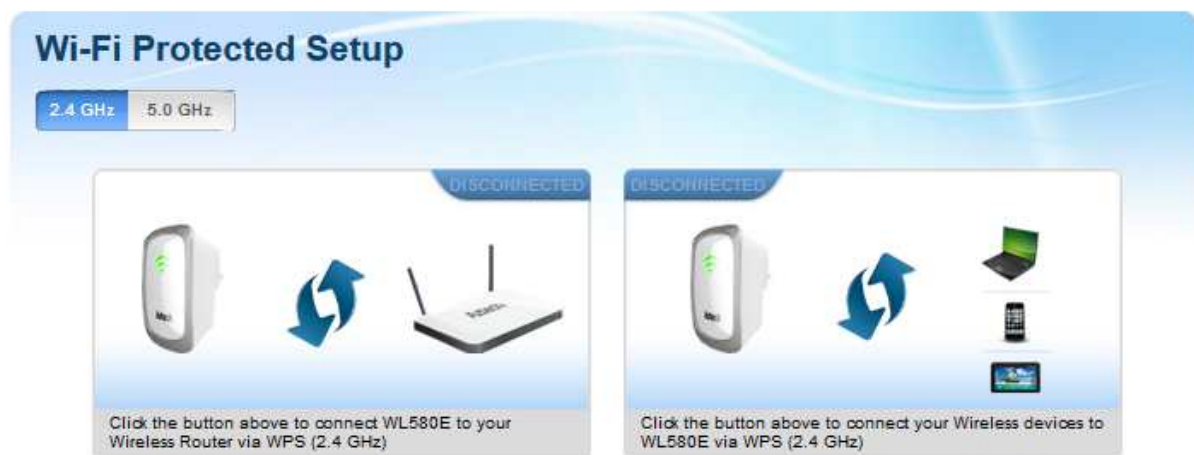 Wi-Fi Protected Setup
2.4 GHz 5.0 GHz
DISCONNECTED
DISCONNECTED
Aztech
Click the button above to connect WL580E to your
Wireless Router via WPS (2.4 GHz)
Click the button above to connect your Wireless devices to
WL580E via WPS (2.4 GHz)